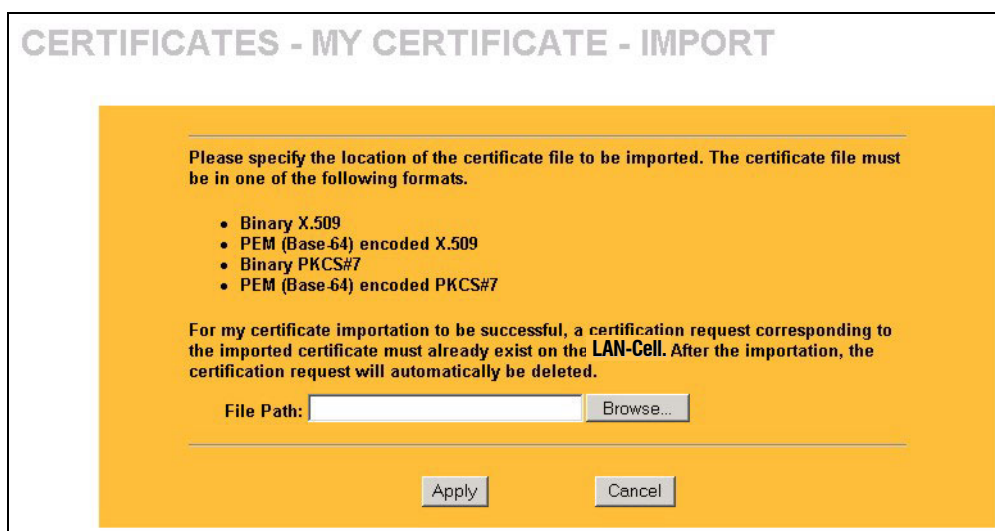 CERTIFICATES - MY CERTIFICATE - IMPORT
Please specify the location of the certificate file to be imported. The certificate file must
be in one of the following formats.
• Binary X.509
• PEM (Base-64) encoded X.509
• Binary PKCS#7
• PEM (Base-64) encoded PKCS#7
For my certificate importation to be successful, a certification request corresponding to
the imported certificate must already exist on the LAN-Cell. After the importation, the
certification request will automatically be deleted.
File Path: Browse...
Apply Cancel